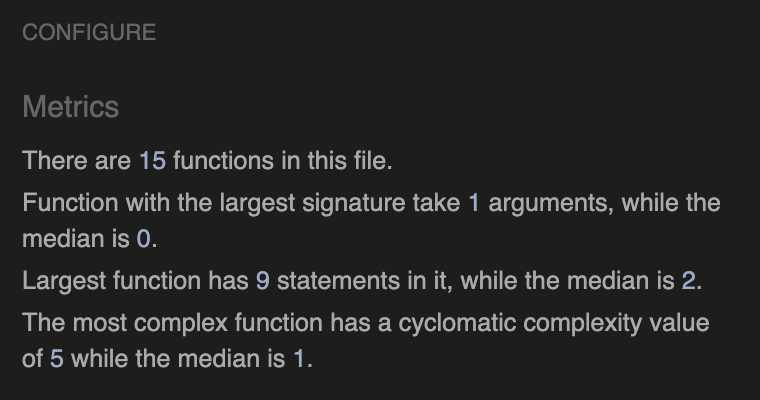 CONFIGURE
Metrics
There are 15 functions in this file.
Function with the largest signature take 1 arguments, while the
median is 0.
Largest function has 9 statements in it, while the median is 2.
The most complex function has a cyclomatic complexity value
of 5 while the median is 1.